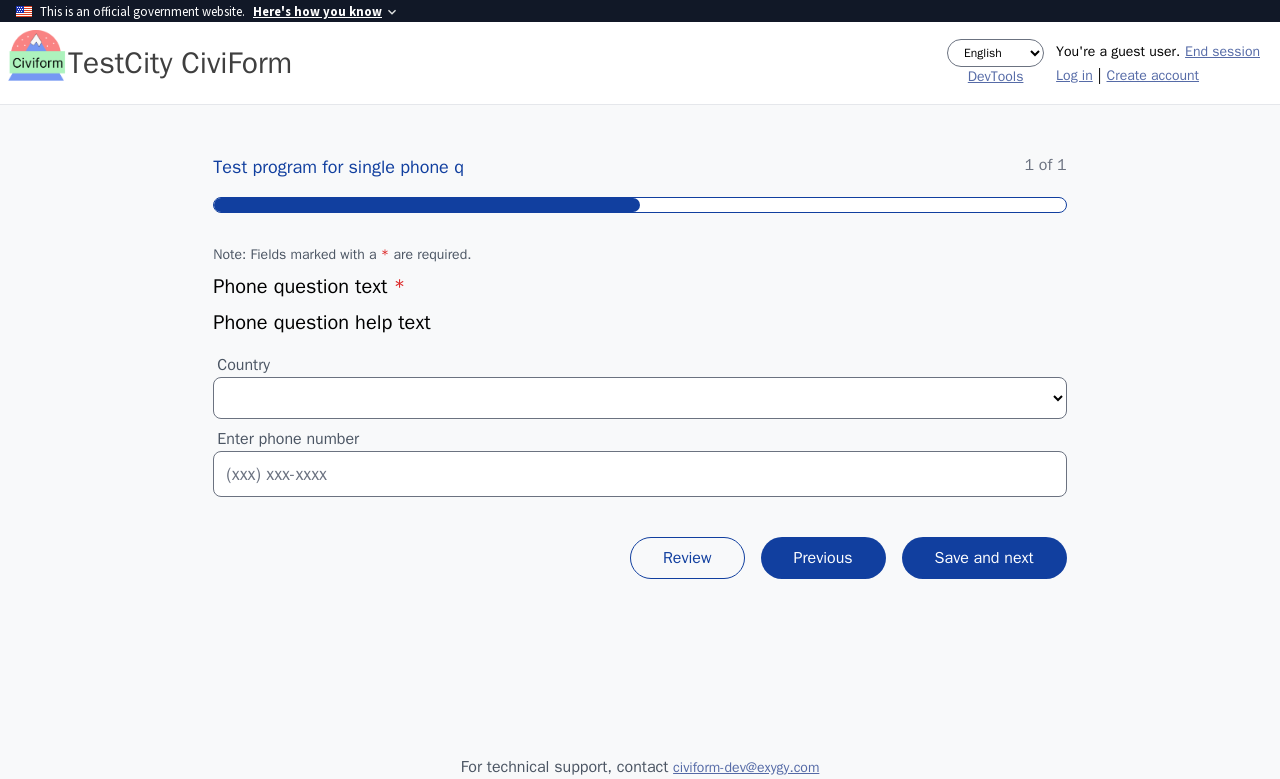 This is an official government website. Here's how you know
Civiform TestCity CiviForm
English
DevTools
You're a guest user. End session
Log in | Create account
Test program for single phone q
1 of 1
Note: Fields marked with a * are required.
Phone question text *
Phone question help text
Country
Enter phone number
(xxx) xxx-xxxx
Review Previous Save and next
For technical support, contact civiform-dev@exygy.com